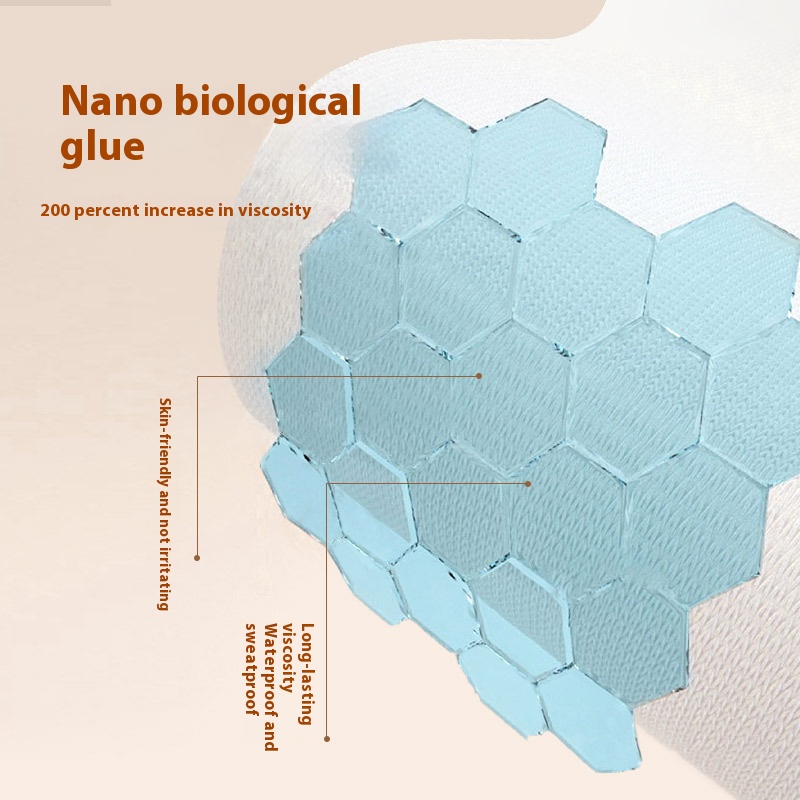 Nano biological
glue
200 percent increase in viscosity
Skin-friendly and not irritating
Long-lasting
viscosity
Waterproof and
sweatproof